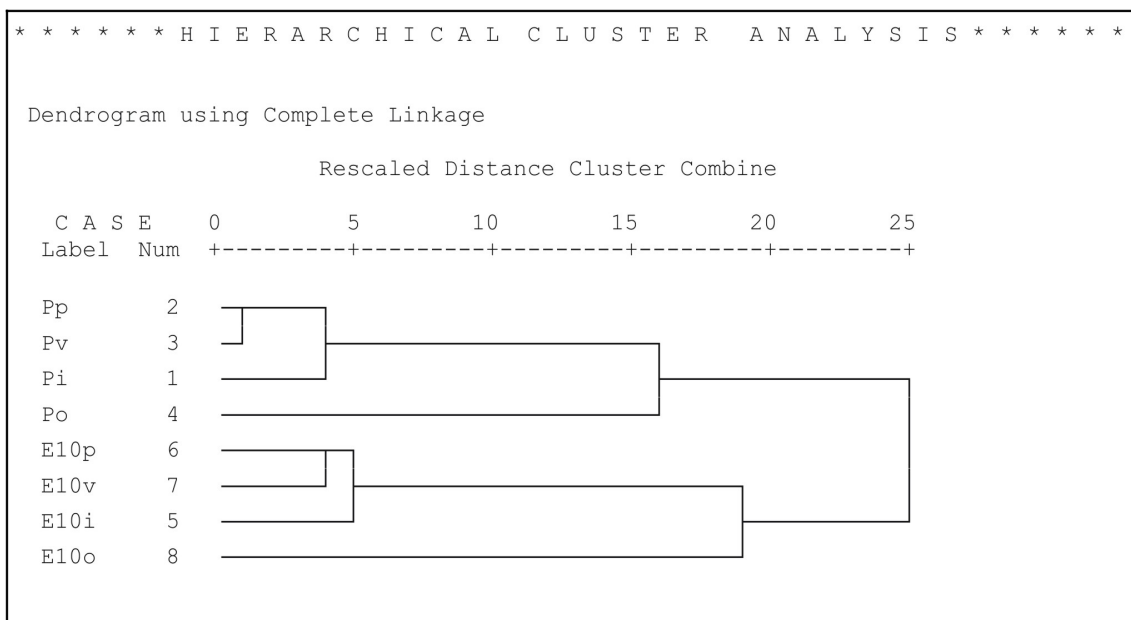 * * * * * * H I E R A R C H I C A L   C L U S T E R   A N A L Y S I S * * * * * *
Dendrogram using Complete Linkage
Rescaled Distance Cluster Combine
C A S E 0 5 10 15 20 25
Label Num +---------+---------+---------+---------+---------+
Pp 2
Pv 3
Pi 1
Po 4
E10p 6
E10v 7
E10i 5
E10o 8